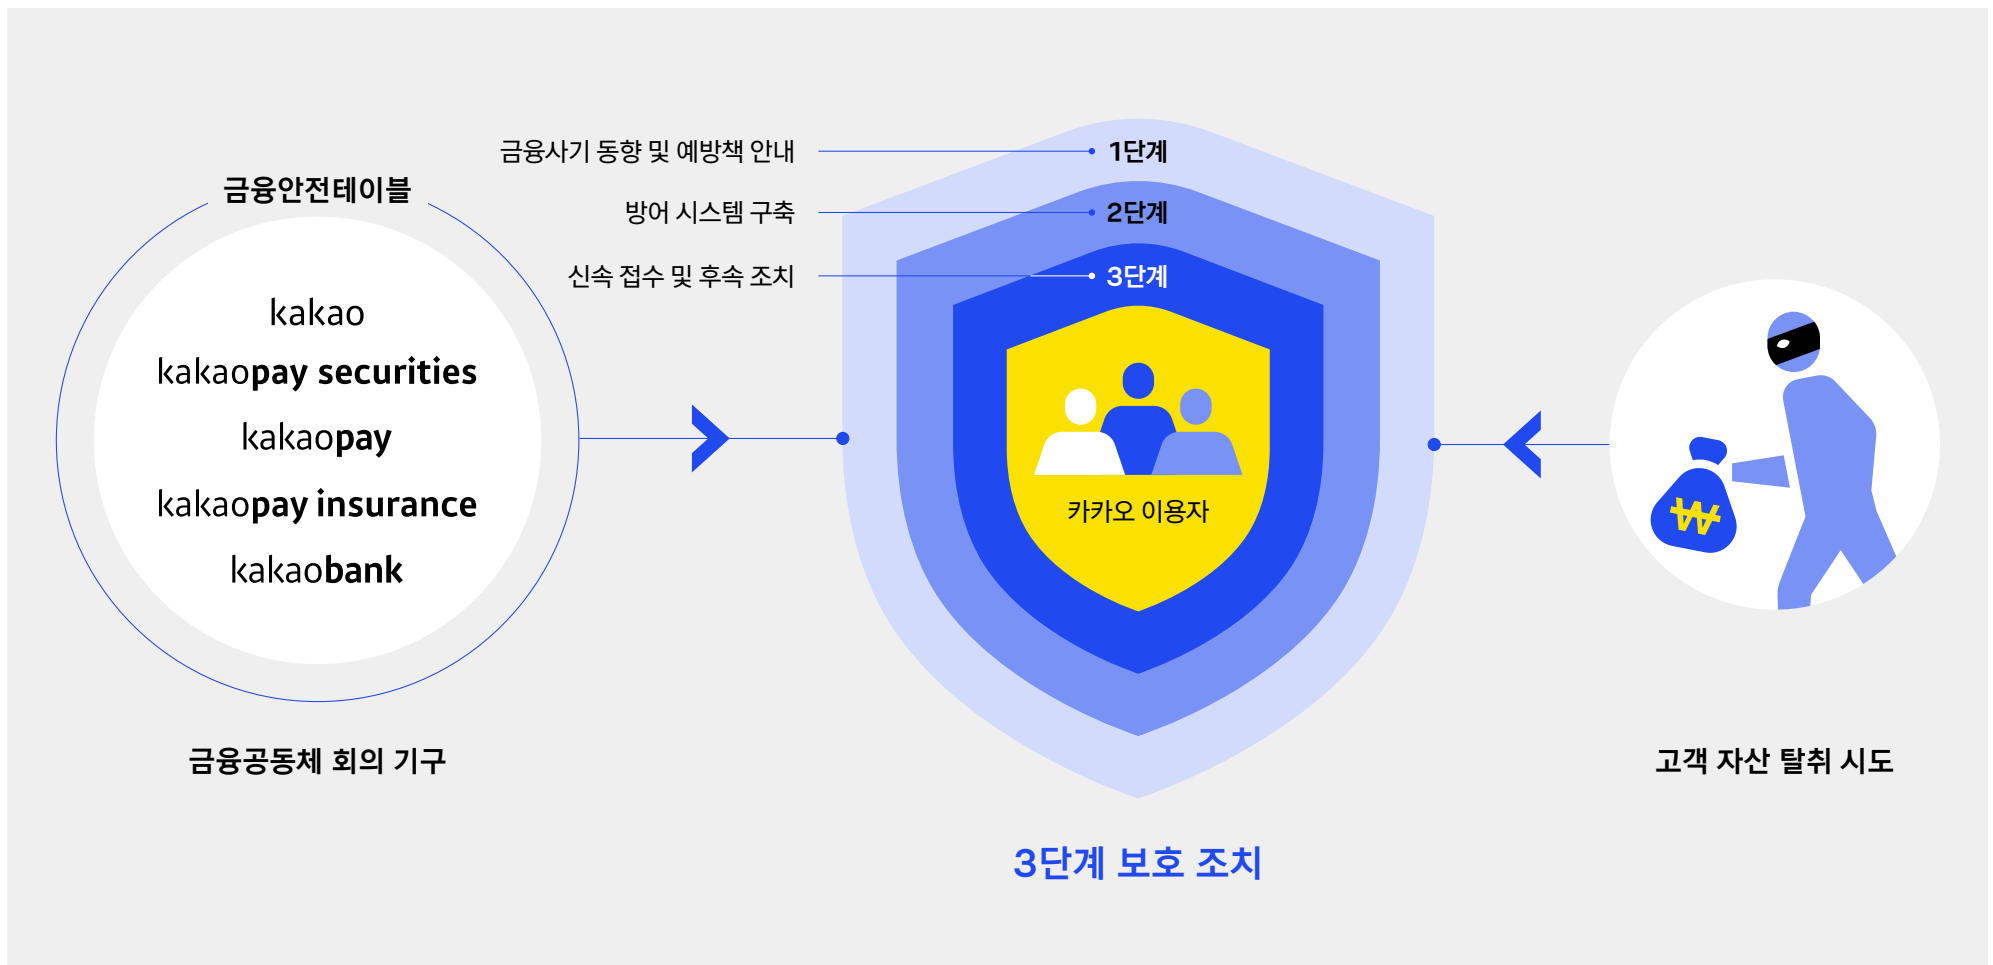 금융안전테이블
kakao
kakaopay securities
kakaopay
kakaopay insurance
kakaobank
금융공동체 회의 기구
금융사기 동향 및 예방책 안내
1단계
방어 시스템 구축
2단계
신속 접수 및 후속 조치
3단계
카카오 이용자
3단계 보호 조치
₩
고객 자산 탈취 시도